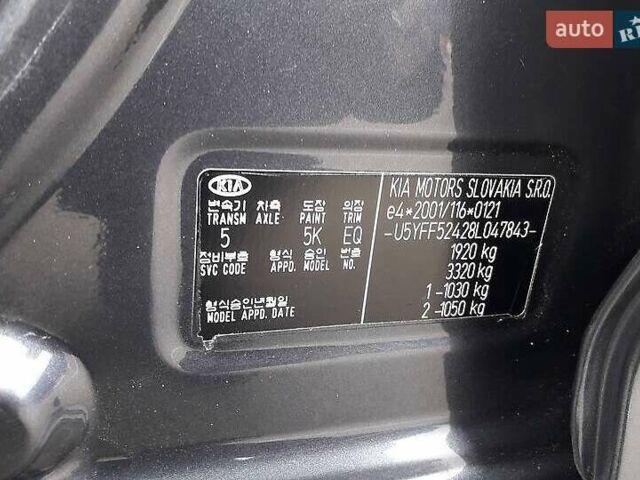 auto RIA
KIA
변속기 차축 도장 의장
TRANSM AXLE PAINT TRIM
5 5K EQ
장비부호 형식 승인 번호
SVC CODE APPD. MODEL NO.
형식승인년월일
MODEL APPD. DATE
KIA MOTORS SLOVAKIA S.R.O.
e4*2001/116*0121
-U5YFF52428L047843-
1920 kg
3320 kg
1 -1030 kg
2 -1050 kg